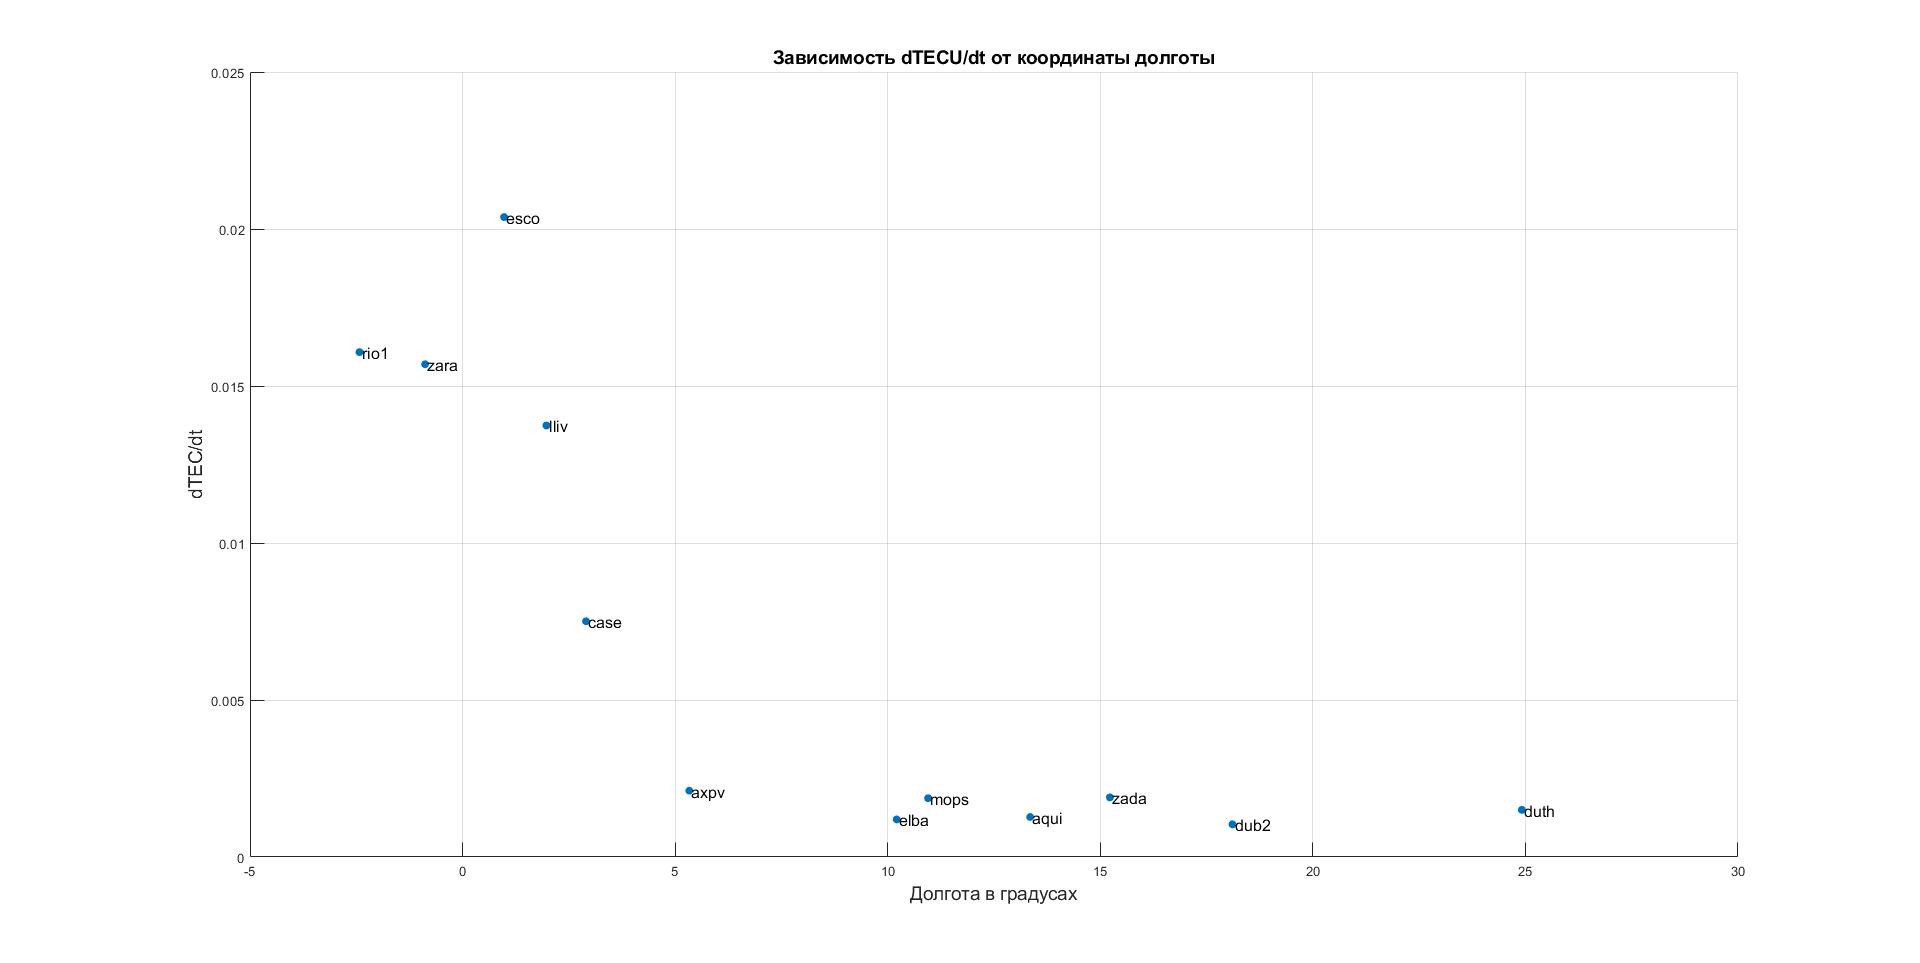 Зависимость dTECU/dt от координаты долготы
0.025
0.02
0.015
0.01
0.005
0
dTEC/dt
esco
rio1
zara
lliv
case
axpv
elba
mops
aqui
zada
dub2
duth
-5 0 5 10 15 20 25 30
Долгота в градусах